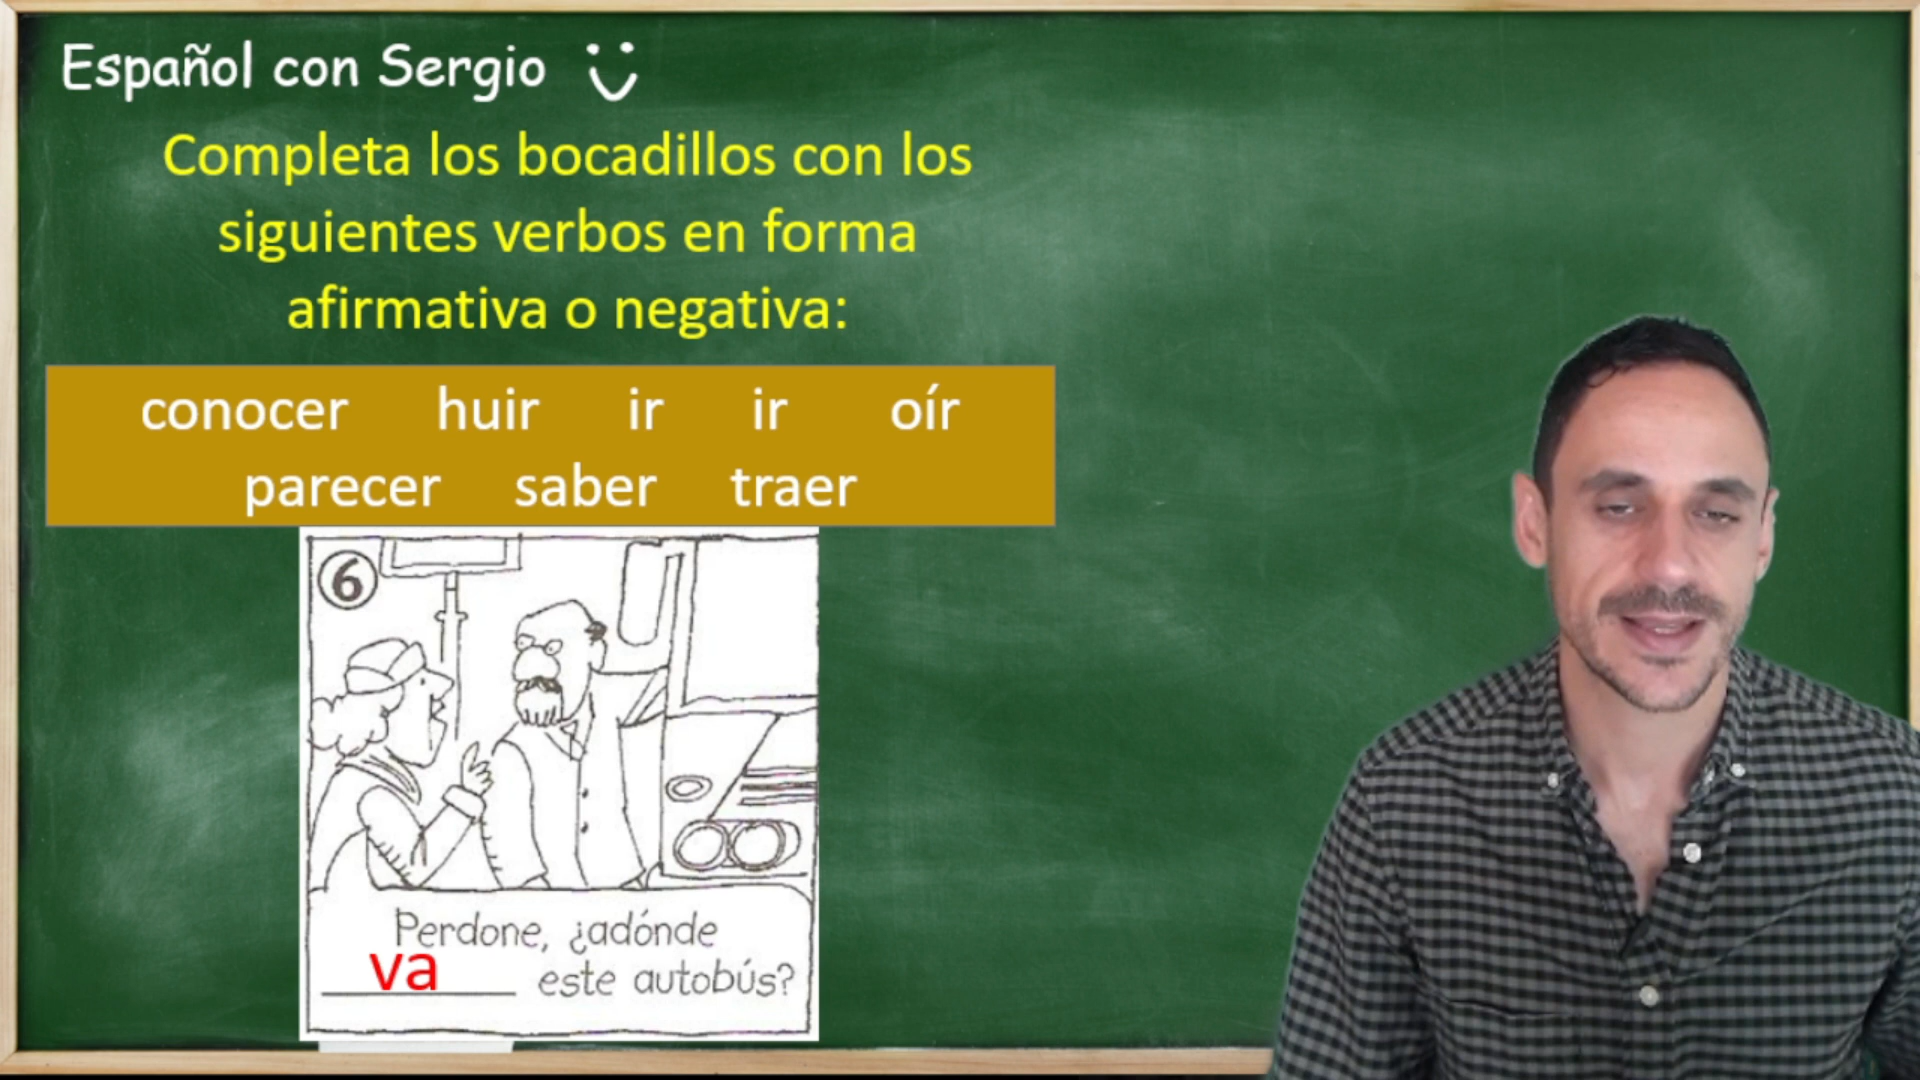 Español con Sergio
Completa los bocadillos con los
siguientes verbos en forma
afirmativa o negativa:
conocer huir ir ir oír
parecer saber traer
6
Perdone, ¿adónde
va este autobús?